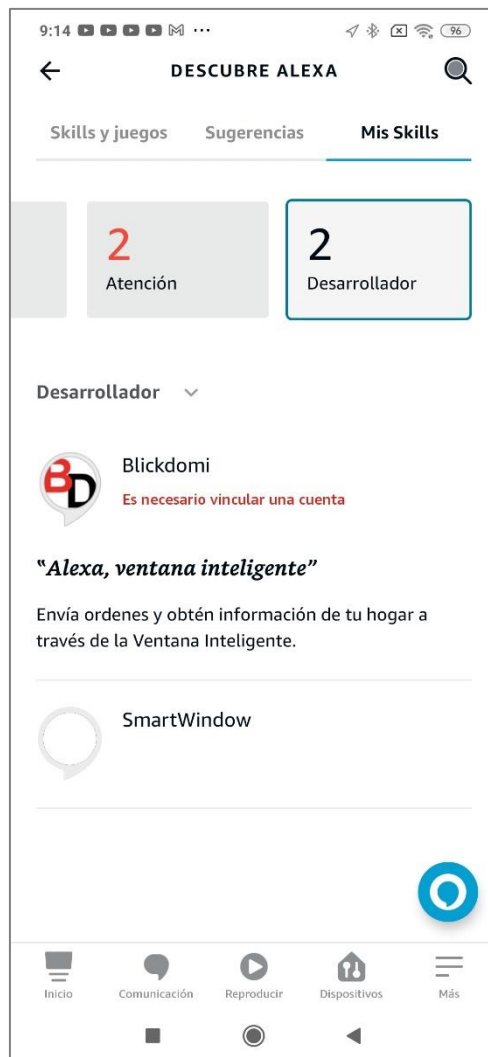 9:14
96
DESCUBRE ALEXA
Skills y juegos Sugerencias Mis Skills
2
Atención
2
Desarrollador
Desarrollador
BD
Blickdomi
Es necesario vincular una cuenta
“Alexa, ventana inteligente”
Envía ordenes y obtén información de tu hogar a
través de la Ventana Inteligente.
SmartWindow
Inicio Comunicación Reproducir Dispositivos Más